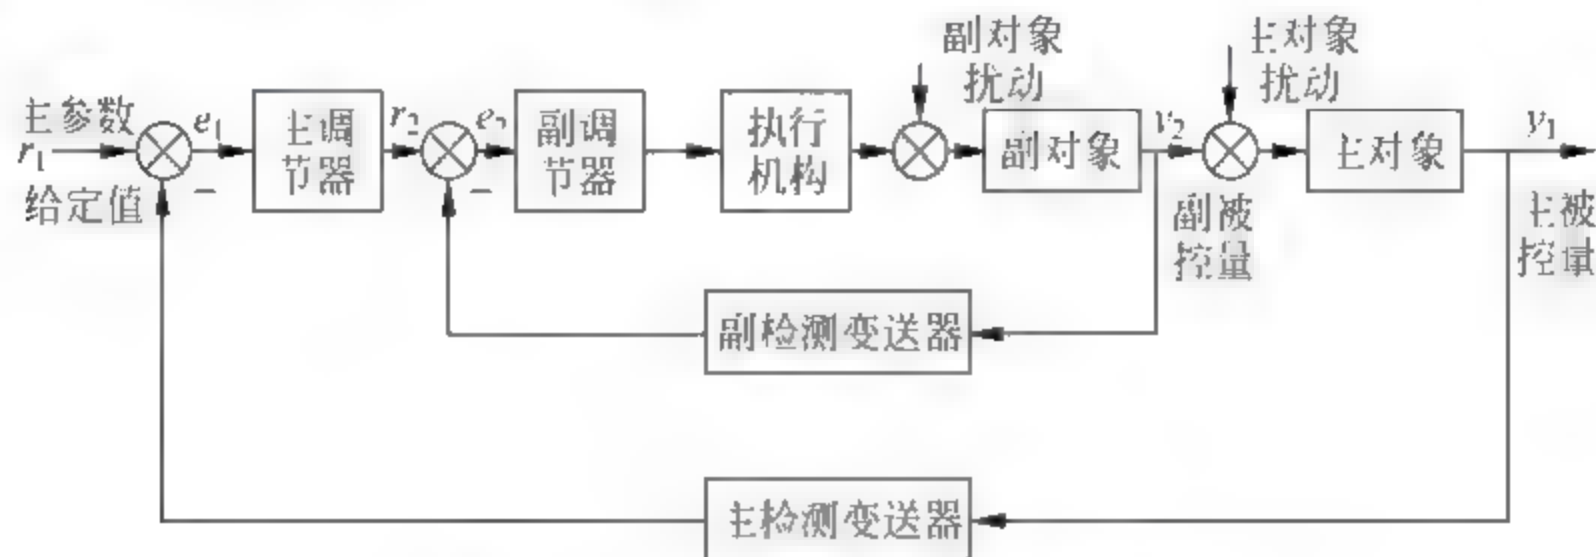 副对象
扰动
主对象
扰动
主参数
r₁
给定值
e₁
−
主调
节器
r₂
e₂
−
副调
节器
执行
机构
副对象
y₂
副被
控量
主对象
y₁
主被
控量
副检测变送器
主检测变送器